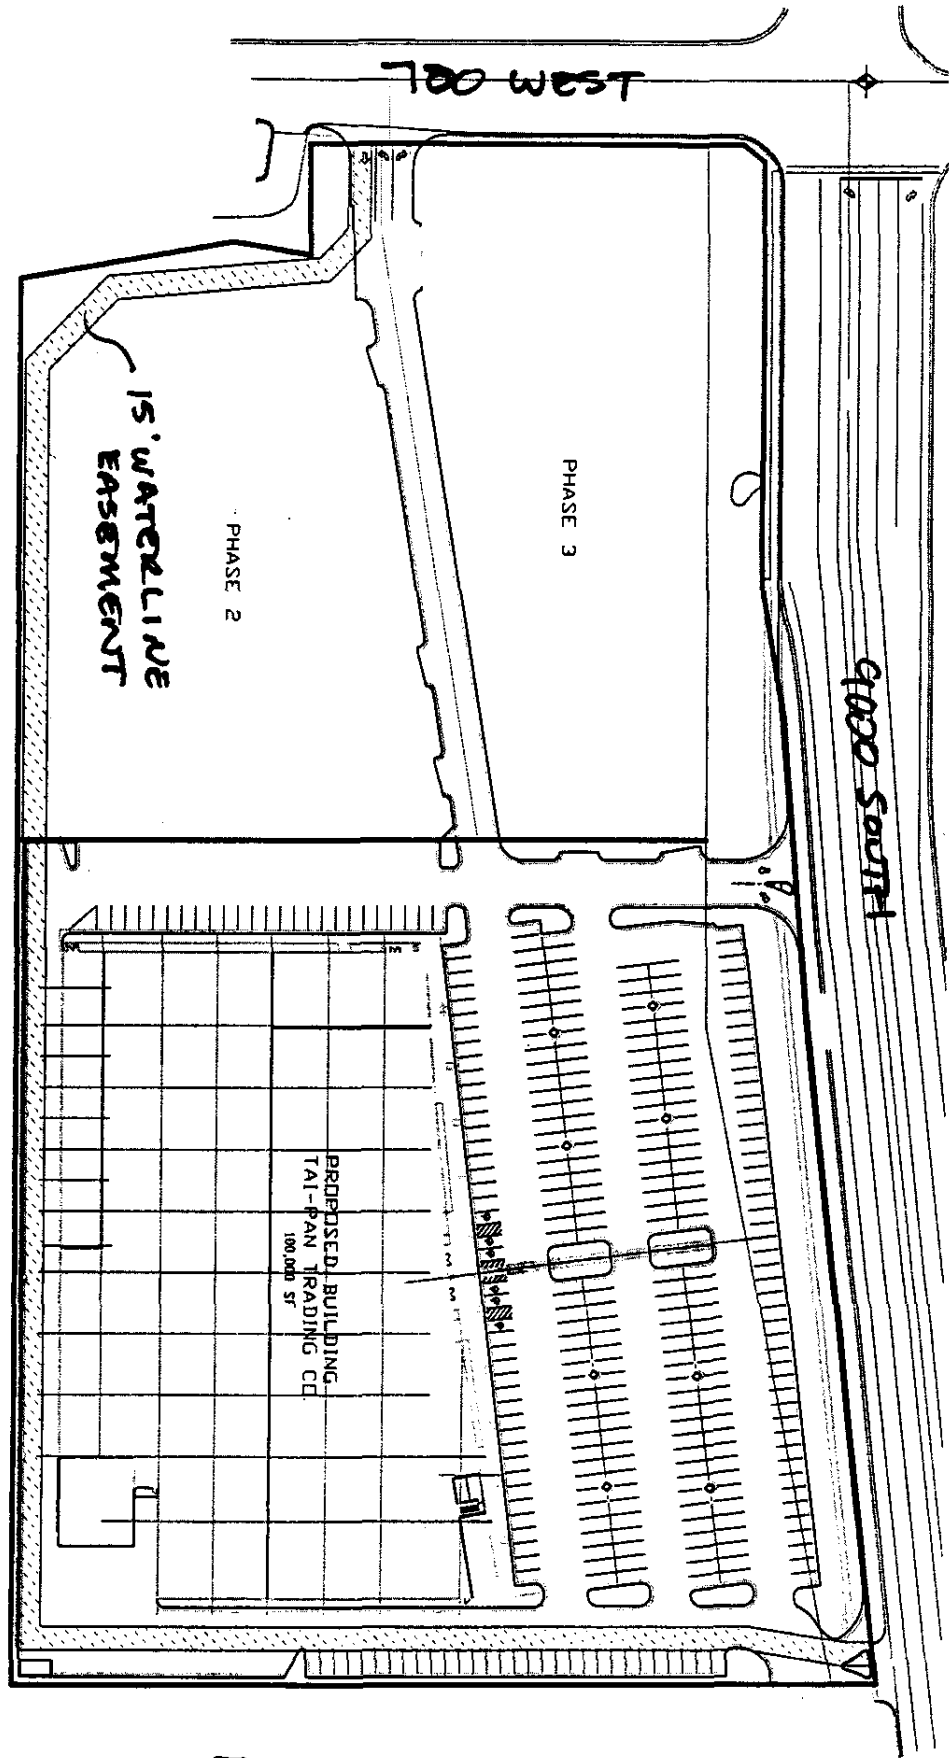 700 WEST
9000 SOUTH
PHASE 3
PHASE 2
15' WATERLINE
EASEMENT
PROPOSED BUILDING
TAI-PAN TRADING CO.
100,000 SF